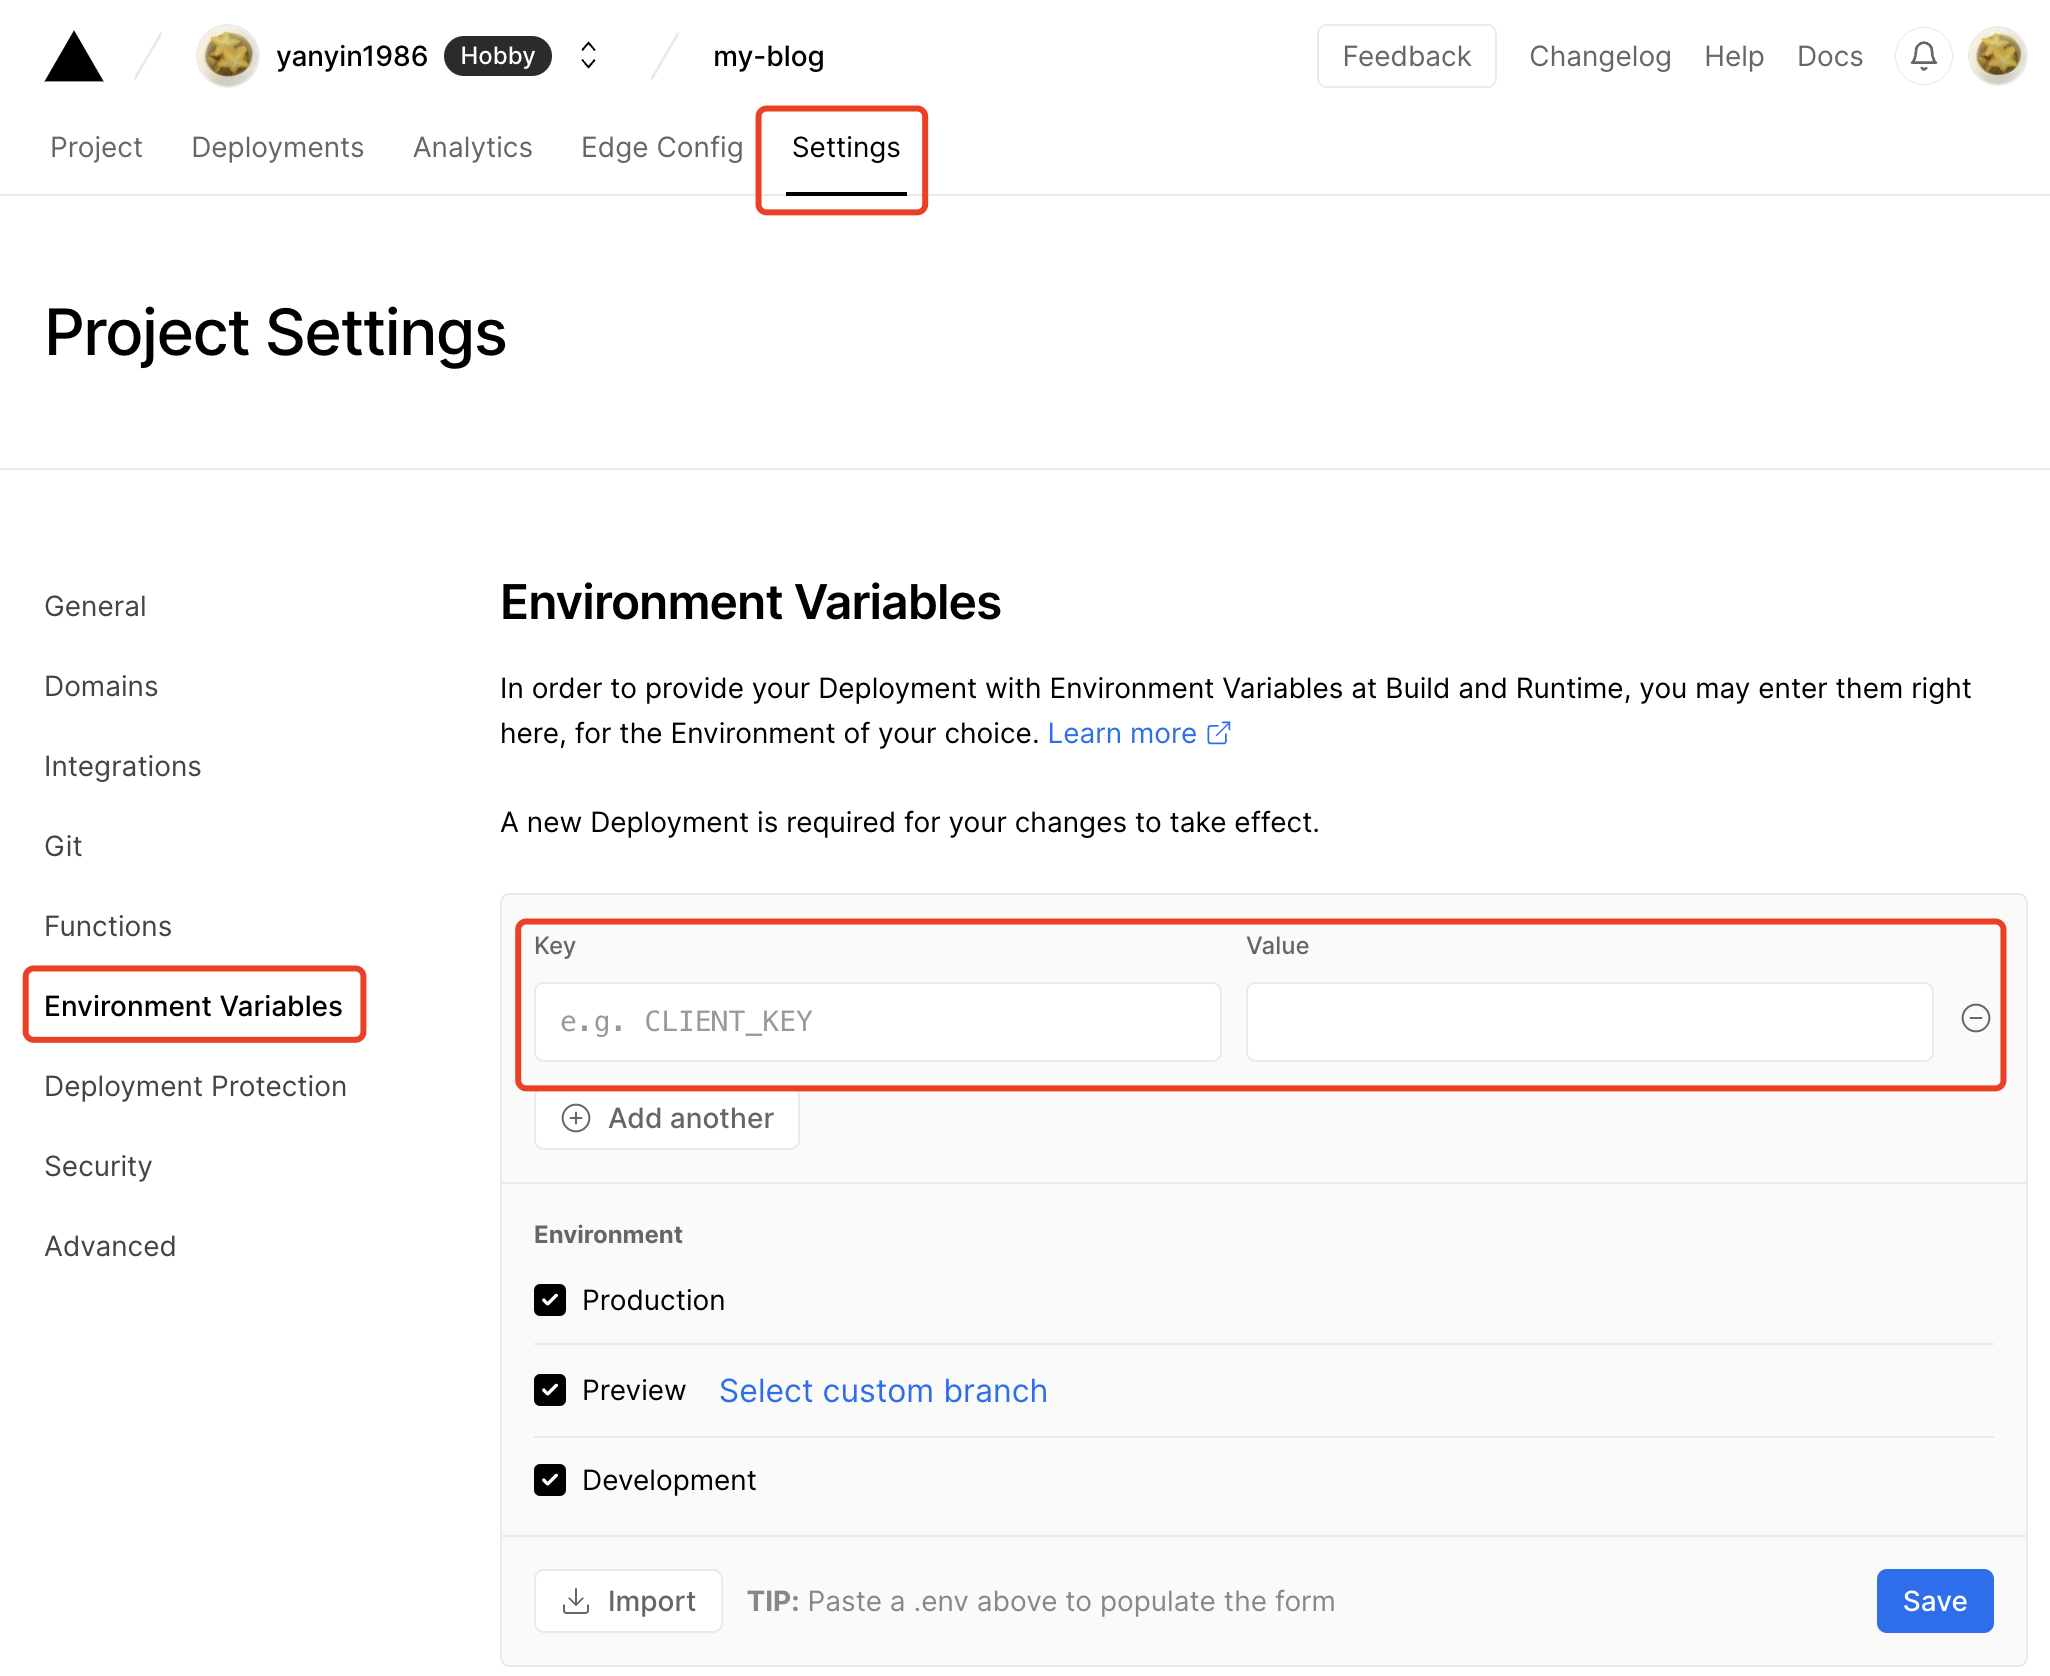 yanyin1986 Hobby my-blog Feedback Changelog Help Docs
Project Deployments Analytics Edge Config Settings
Project Settings
General
Domains
Integrations
Git
Functions
Environment Variables
Deployment Protection
Security
Advanced
Environment Variables
In order to provide your Deployment with Environment Variables at Build and Runtime, you may enter them right
here, for the Environment of your choice. Learn more
A new Deployment is required for your changes to take effect.
Key Value
e.g. CLIENT_KEY
Add another
Environment
Production
Preview Select custom branch
Development
Import TIP: Paste a .env above to populate the form Save